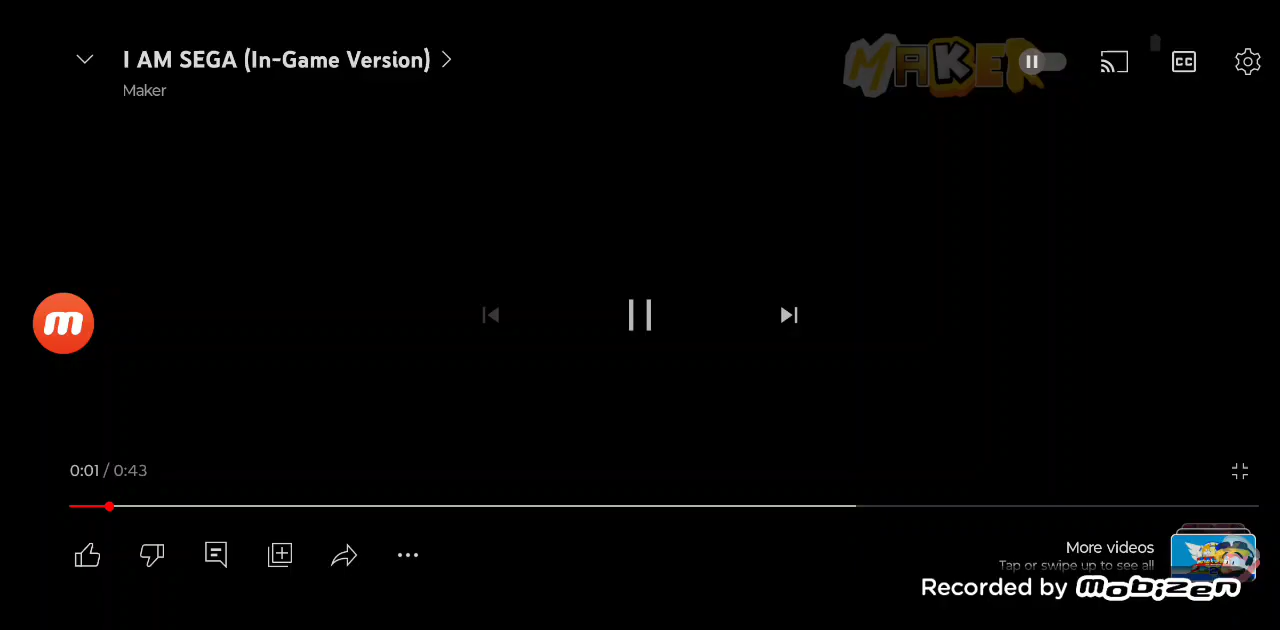 I AM SEGA (In-Game Version)
Maker
MAKER
CC
m
0:01 / 0:43
More videos
Tap or swipe up to see all
Recorded by mobizen